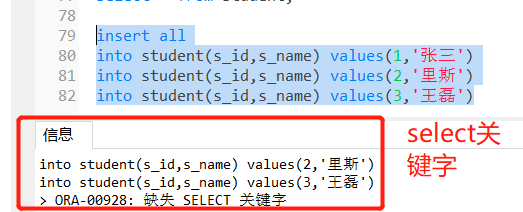 78
79 insert all
80 into student(s_id,s_name) values(1,'张三')
81 into student(s_id,s_name) values(2,'里斯')
82 into student(s_id,s_name) values(3,'王磊')
信息
into student(s_id,s_name) values(2,'里斯')
into student(s_id,s_name) values(3,'王磊')
> ORA-00928: 缺失 SELECT 关键字
select关
键字